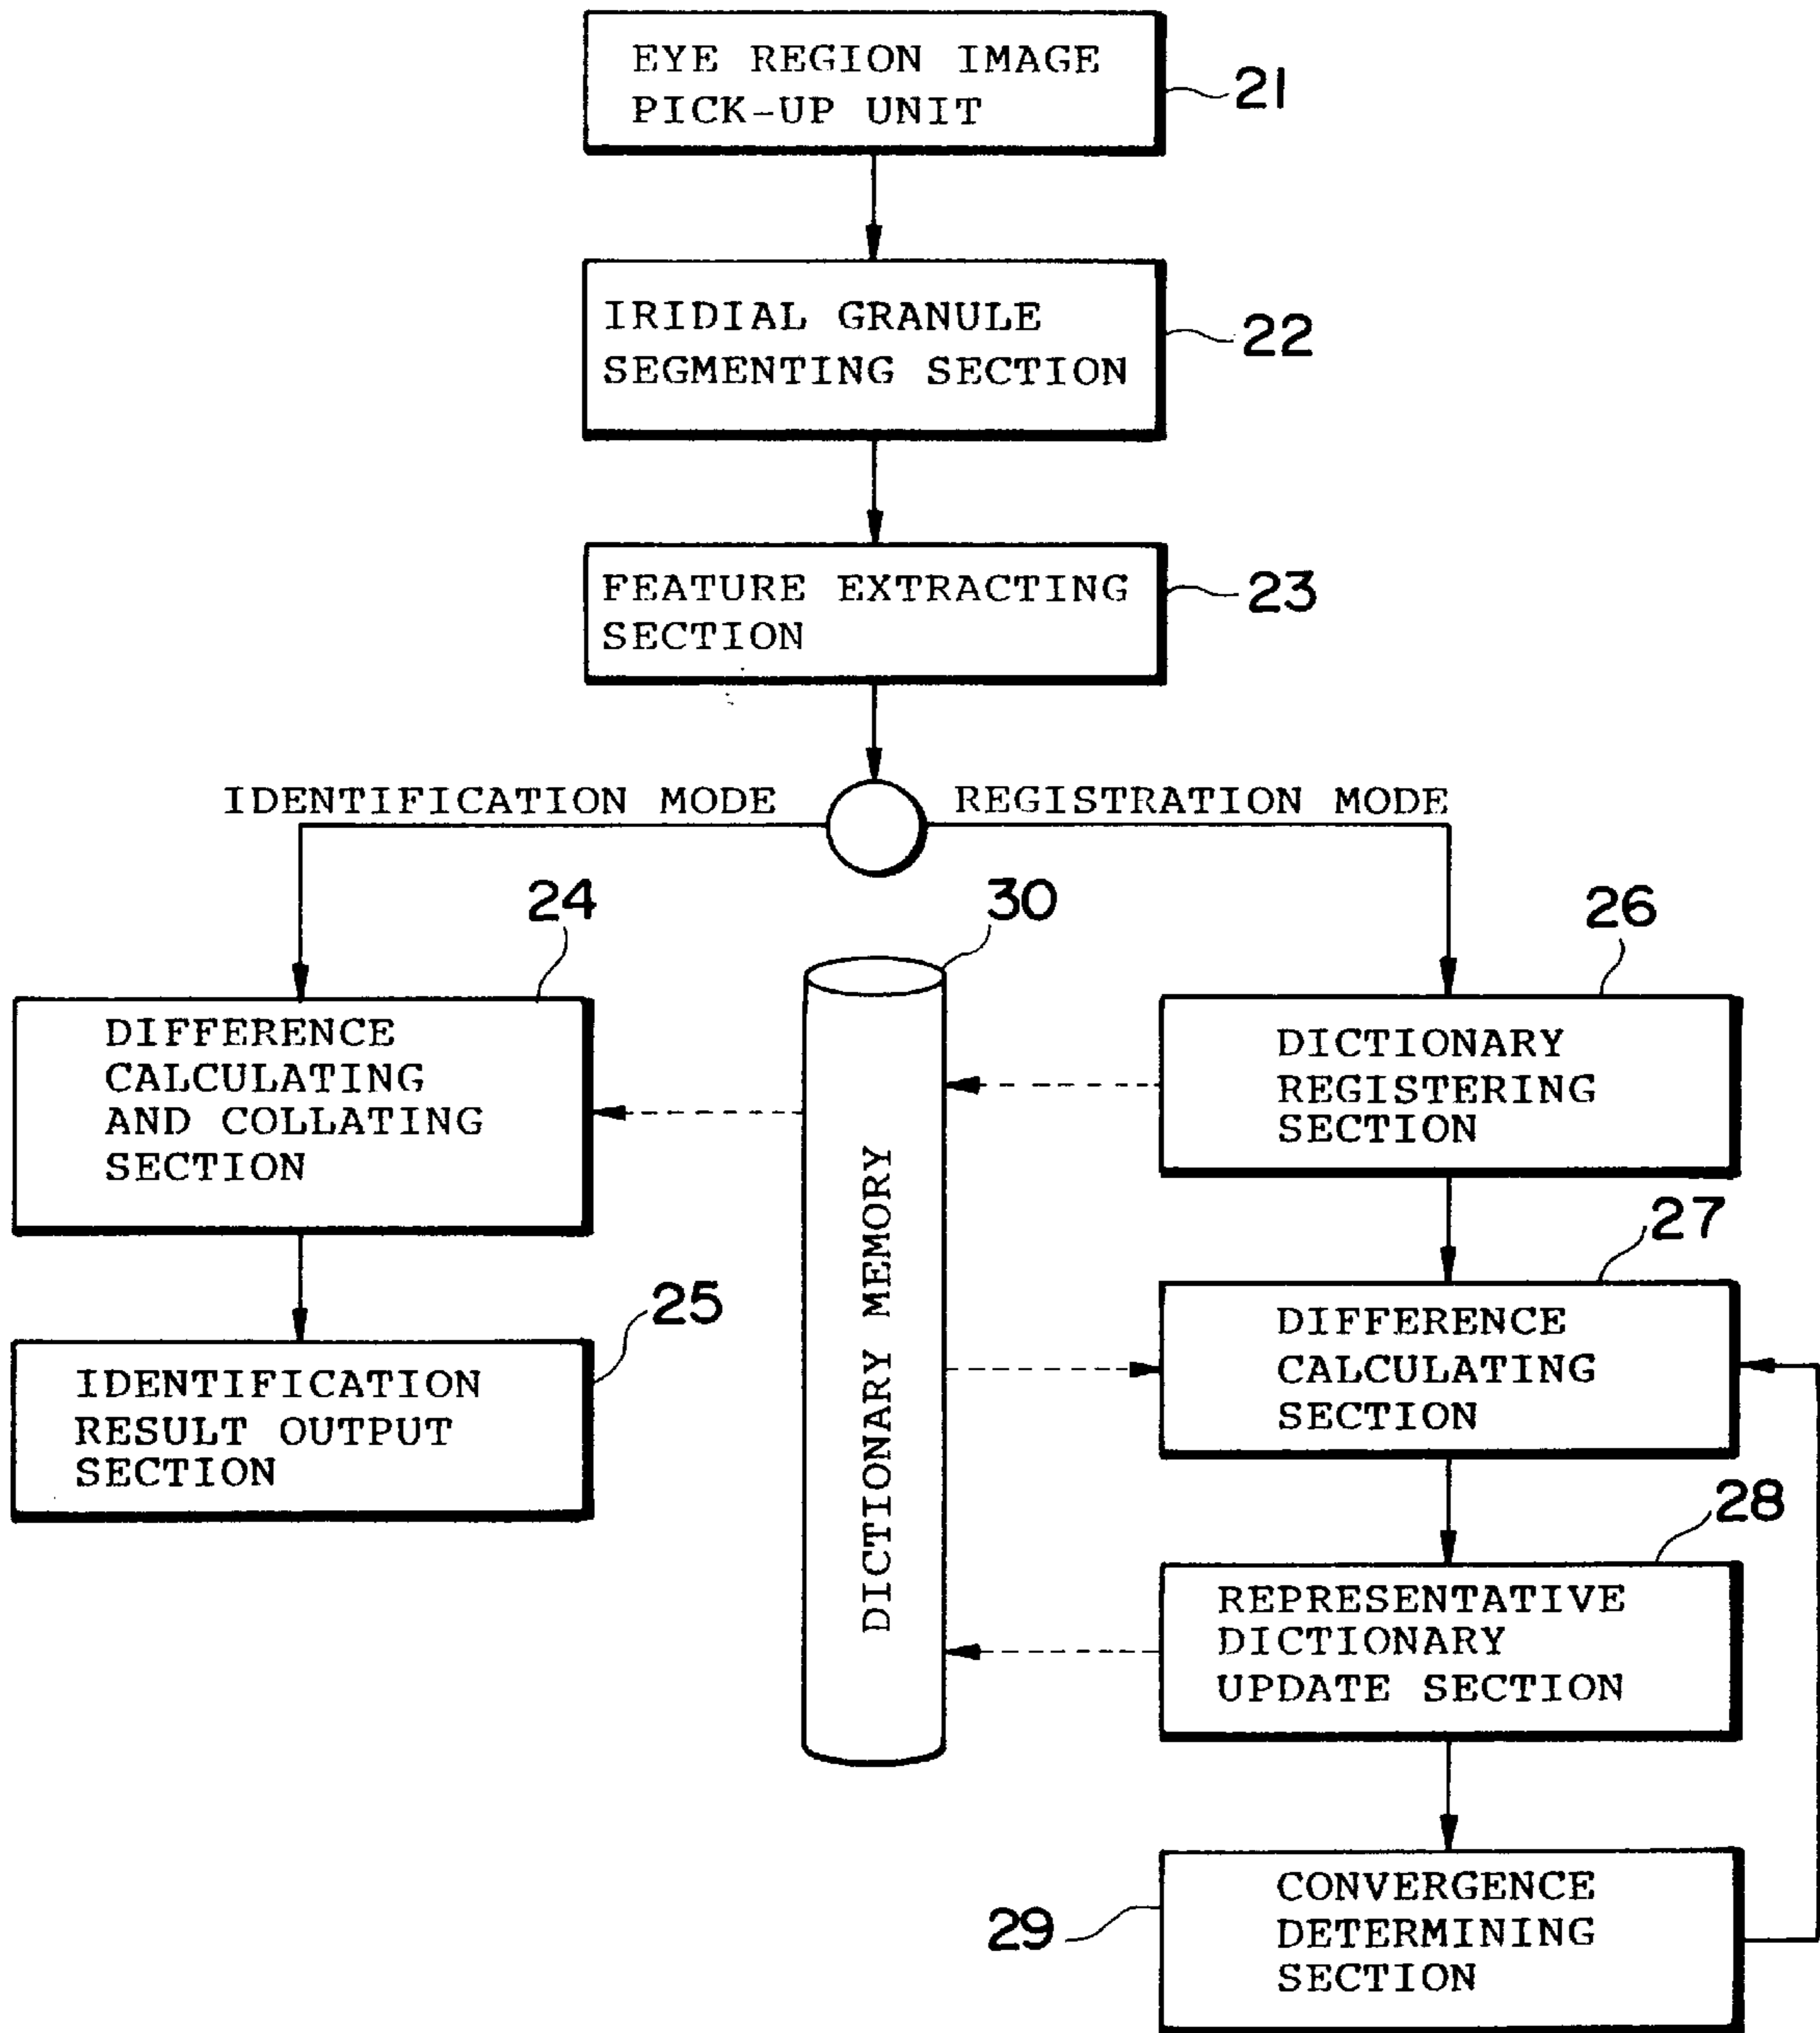 EYE REGION IMAGE
PICK-UP UNIT
21
IRIDIAL GRANULE
SEGMENTING SECTION
22
FEATURE EXTRACTING
SECTION
23
IDENTIFICATION MODE
REGISTRATION MODE
24
30
26
DIFFERENCE
CALCULATING
AND COLLATING
SECTION
DICTIONARY
REGISTERING
SECTION
DICTIONARY MEMORY
27
25
IDENTIFICATION
RESULT OUTPUT
SECTION
DIFFERENCE
CALCULATING
SECTION
28
REPRESENTATIVE
DICTIONARY
UPDATE SECTION
29
CONVERGENCE
DETERMINING
SECTION